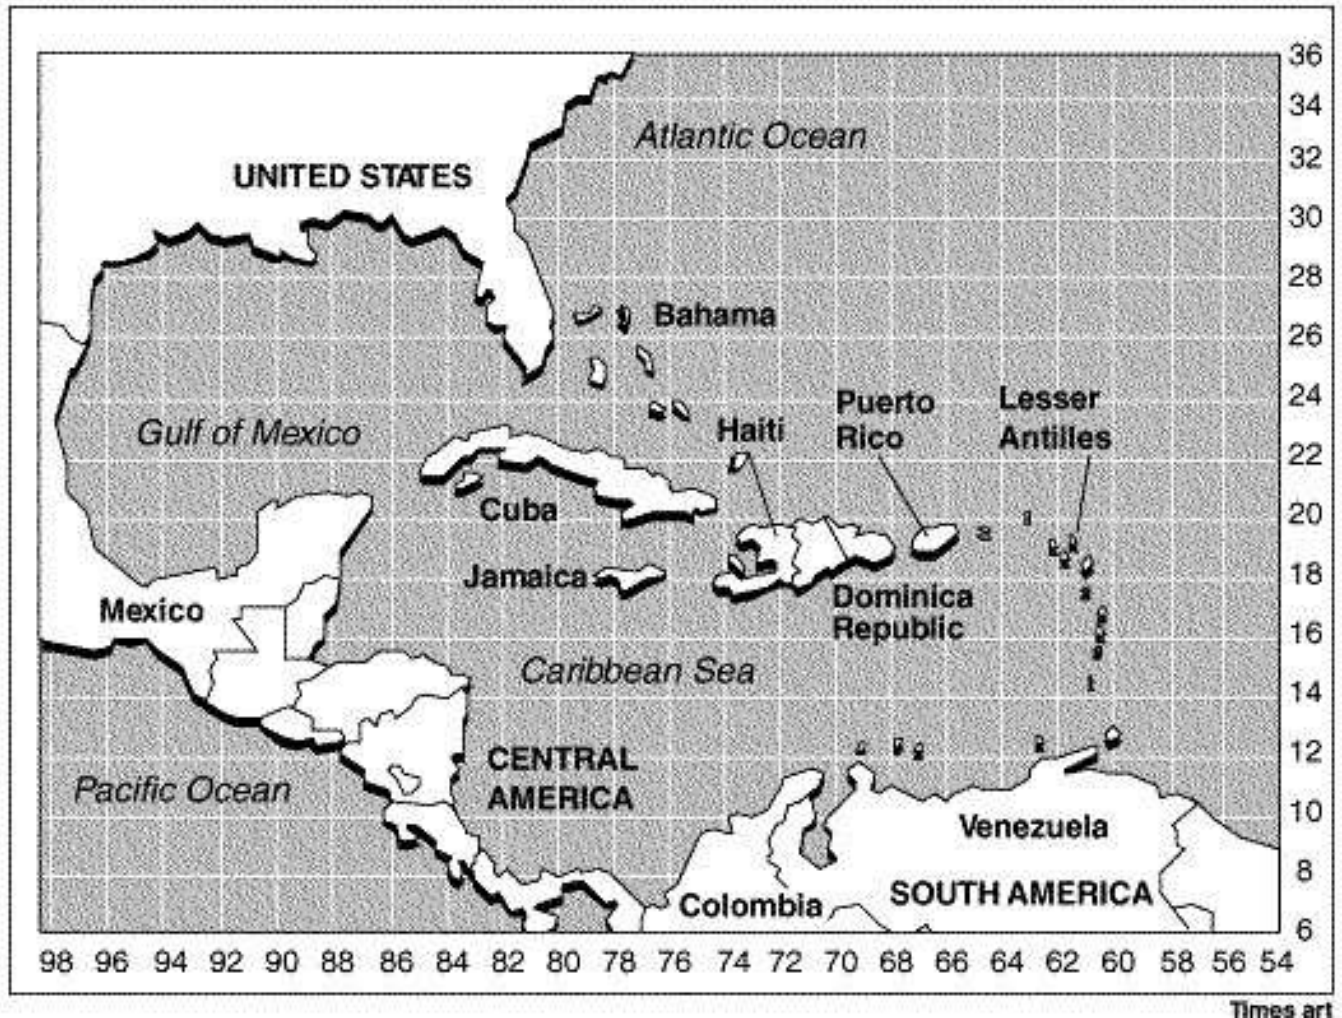 36
34
Atlantic Ocean
32
UNITED STATES
30
28
Bahama
26
24
Puerto
Rico
Lesser
Antilles
Haiti
Gulf of Mexico
22
Cuba
20
Jamaica
18
Mexico
Dominica
Republic
16
Caribbean Sea
14
CENTRAL
AMERICA
12
Pacific Ocean
10
Venezuela
8
SOUTH AMERICA
Colombia
6
98 96 94 92 90 88 86 84 82 80 78 76 74 72 70 68 66 64 62 60 58 56 54
Times art